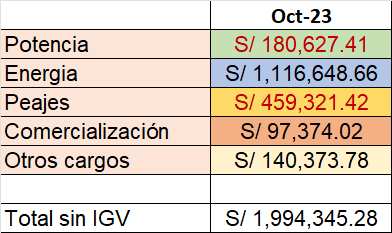 Oct-23
Potencia S/ 180,627.41
Energia S/ 1,116,648.66
Peajes S/ 459,321.42
Comercialización S/ 97,374.02
Otros cargos S/ 140,373.78
Total sin IGV S/ 1,994,345.28